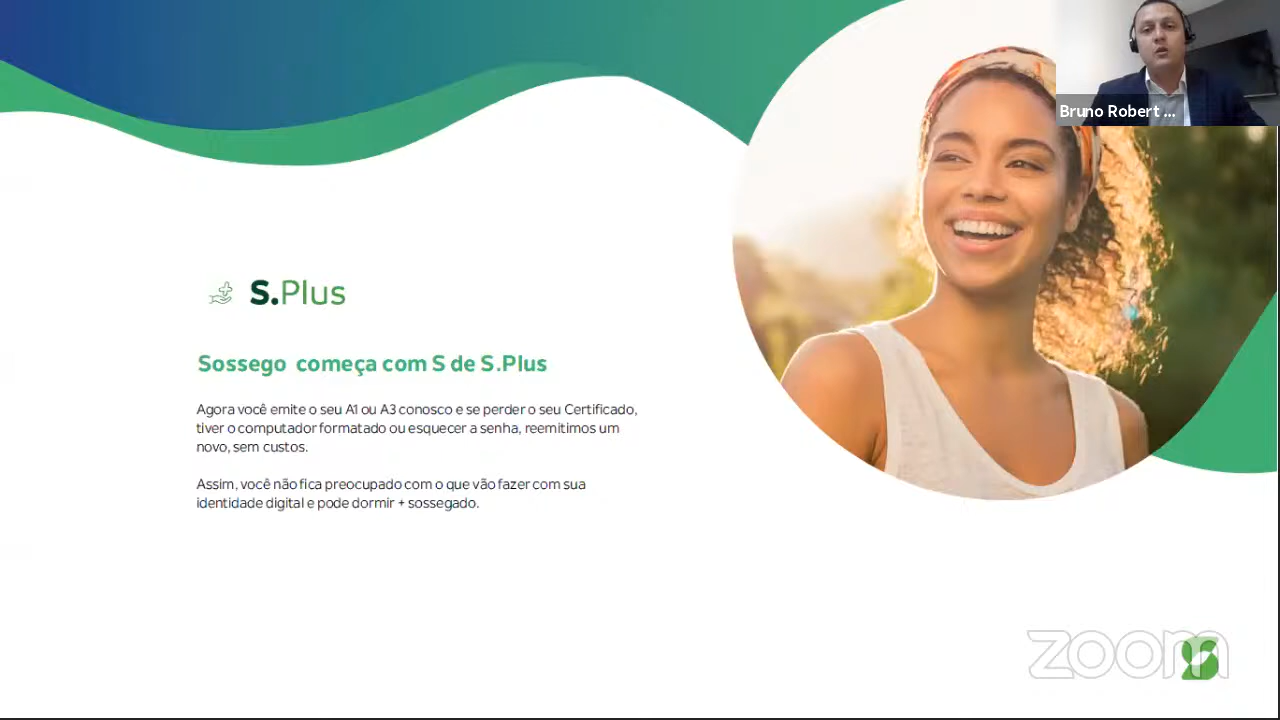 Bruno Robert ...
S.Plus
Sossego começa com S de S.Plus
Agora você emite o seu A1 ou A3 conosco e se perder o seu Certificado,
tiver o computador formatado ou esquecer a senha, reemitimos um
novo, sem custos.
Assim, você não fica preocupado com o que vão fazer com sua
identidade digital e pode dormir + sossegado.
zoom